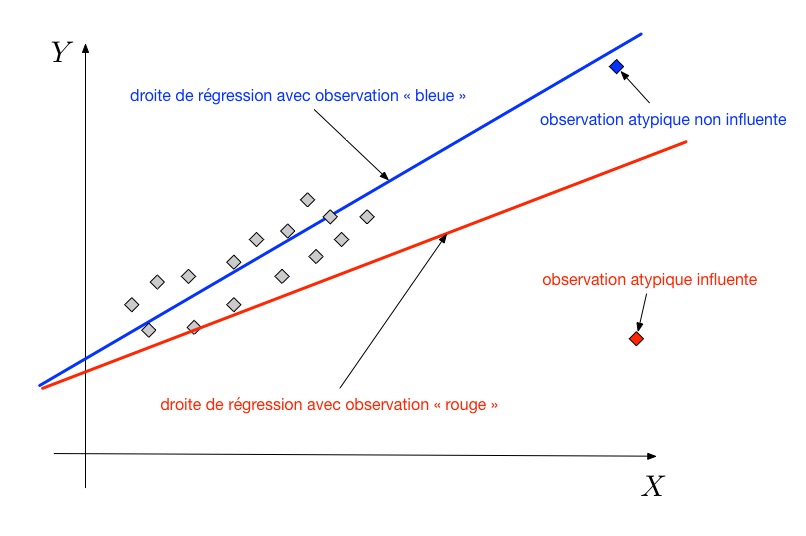 Y
droite de régression avec observation « bleue »
observation atypique non influente
observation atypique influente
droite de régression avec observation « rouge »
X